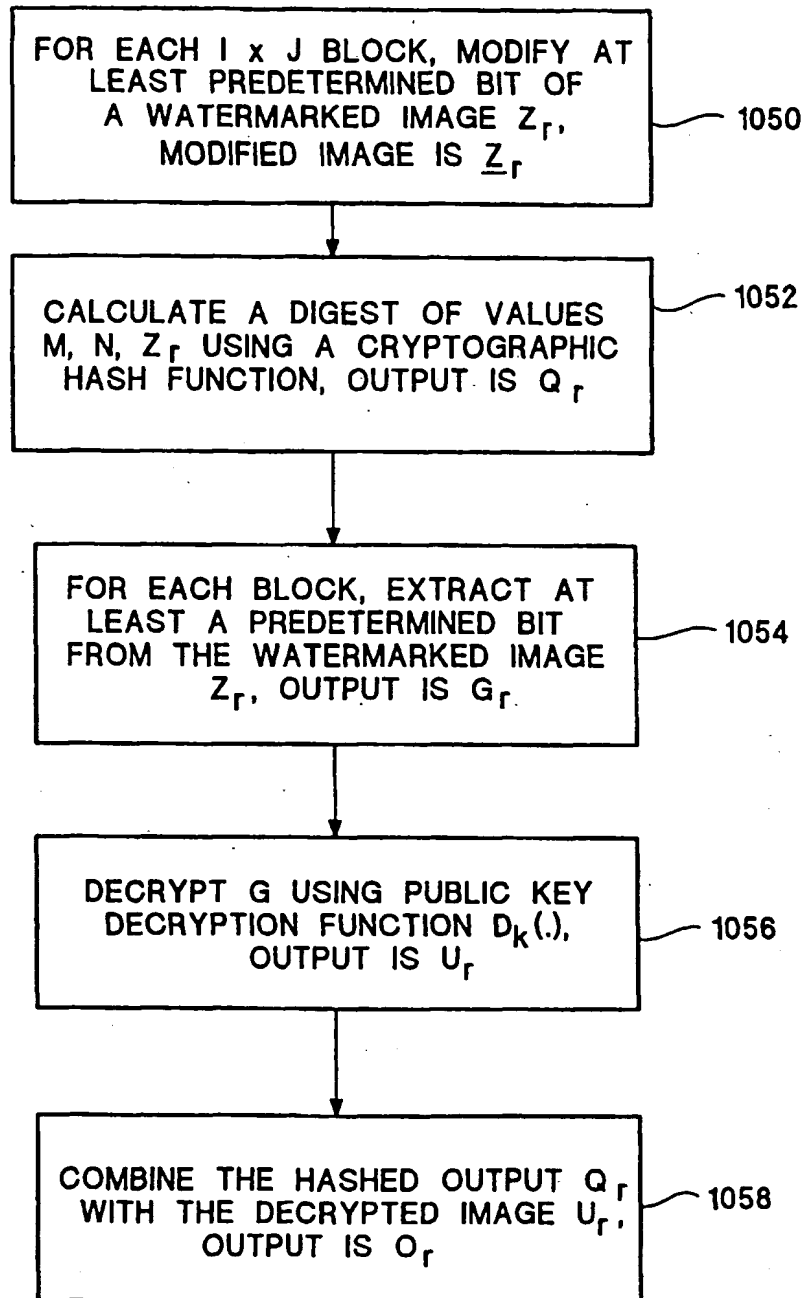 FOR EACH I x J BLOCK, MODIFY AT
LEAST PREDETERMINED BIT OF
A WATERMARKED IMAGE Zr,
MODIFIED IMAGE IS Zr
1050
CALCULATE A DIGEST OF VALUES
M, N, Zr USING A CRYPTOGRAPHIC
HASH FUNCTION, OUTPUT IS Qr
1052
FOR EACH BLOCK, EXTRACT AT
LEAST A PREDETERMINED BIT
FROM THE WATERMARKED IMAGE
Zr, OUTPUT IS Gr
1054
DECRYPT G USING PUBLIC KEY
DECRYPTION FUNCTION Dk(.),
OUTPUT IS Ur
1056
COMBINE THE HASHED OUTPUT Qr
WITH THE DECRYPTED IMAGE Ur,
OUTPUT IS Or
1058